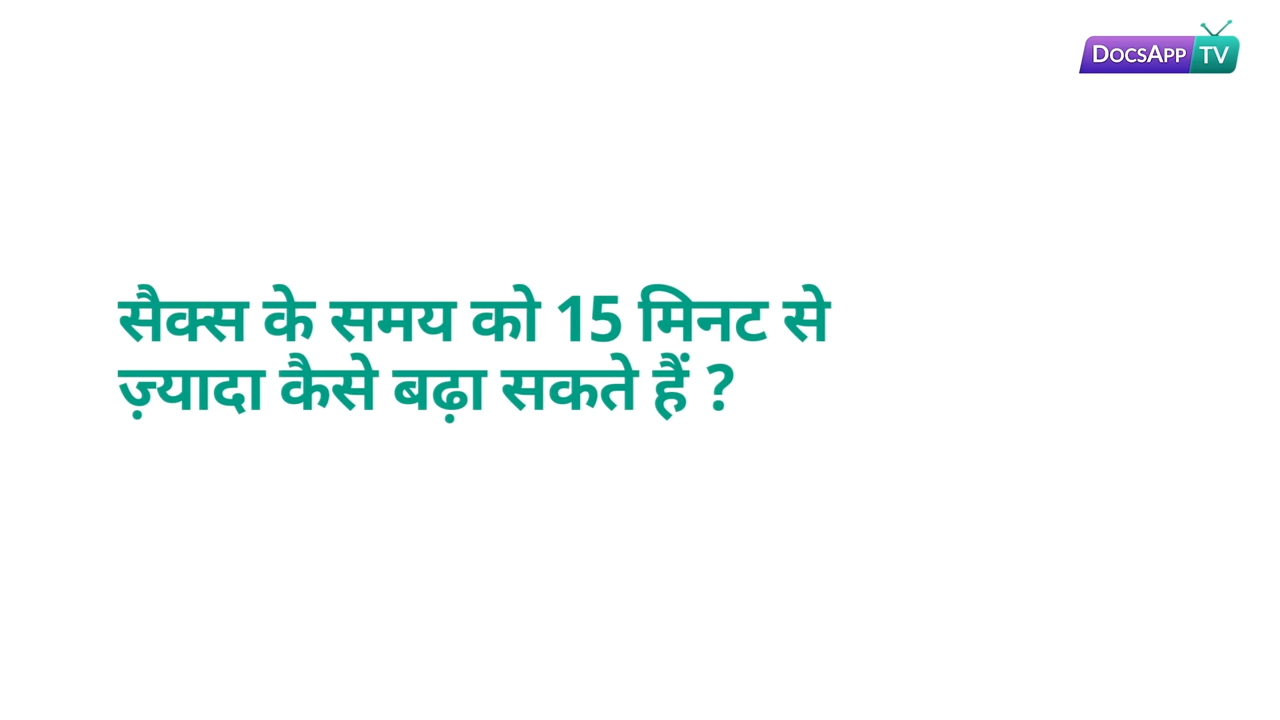 DOCSAPP TV
सैक्स के समय को 15 मिनट से
ज़्यादा कैसे बढ़ा सकते हैं ?